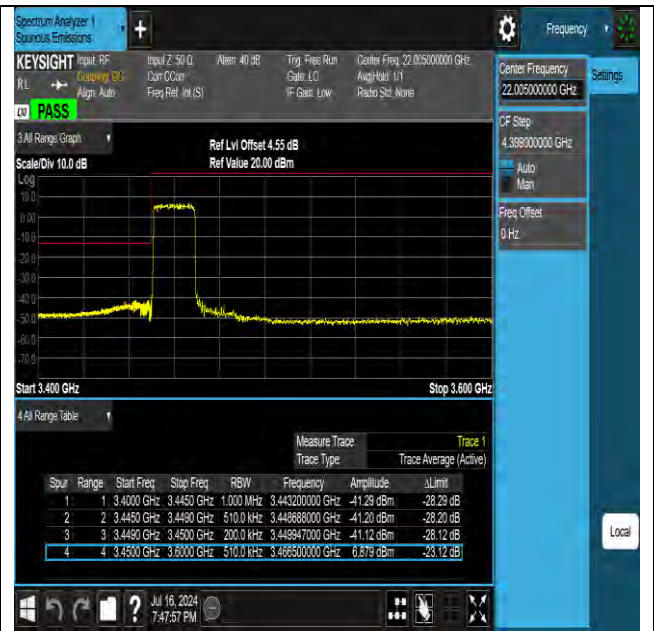 Spectrum Analyzer 1
Spurious Emissions
Frequency
KEYSIGHT Input: RF
Coupling: DC
Align: Auto
RL
Input Z: 50 Ω
Corr CCorr
Freq Ref: Int (S)
Atten: 40 dB
Trig: Free Run
Gate: LO
IF Gain: Low
Center Freq: 22.005000000 GHz
Avg|Hold: 1/1
Radio Std: None
PASS
3 All Range Graph
Scale/Div 10.0 dB
Ref Lvl Offset 4.55 dB
Ref Value 20.00 dBm
Log
10.0
0.00
-10.0
-20.0
-30.0
-40.0
-50.0
-60.0
-70.0
Start 3.400 GHz
Stop 3.600 GHz
4 All Range Table
Measure Trace Trace 1
Trace Type Trace Average (Active)
Spur Range Start Freq Stop Freq RBW Frequency Amplitude ΔLimit
1 1 3.4000 GHz 3.4450 GHz 1.000 MHz 3.443200000 GHz -41.29 dBm -28.29 dB
2 2 3.4450 GHz 3.4490 GHz 510.0 kHz 3.448688000 GHz -41.20 dBm -28.20 dB
3 3 3.4490 GHz 3.4500 GHz 200.0 kHz 3.449947000 GHz -41.12 dBm -28.12 dB
4 4 3.4500 GHz 3.6000 GHz 510.0 kHz 3.466500000 GHz 6.879 dBm -23.12 dB
Center Frequency
22.005000000 GHz
Settings
CF Step
4.399000000 GHz
Auto
Man
Freq Offset
0 Hz
Local
Jul 16, 2024
7:47:57 PM